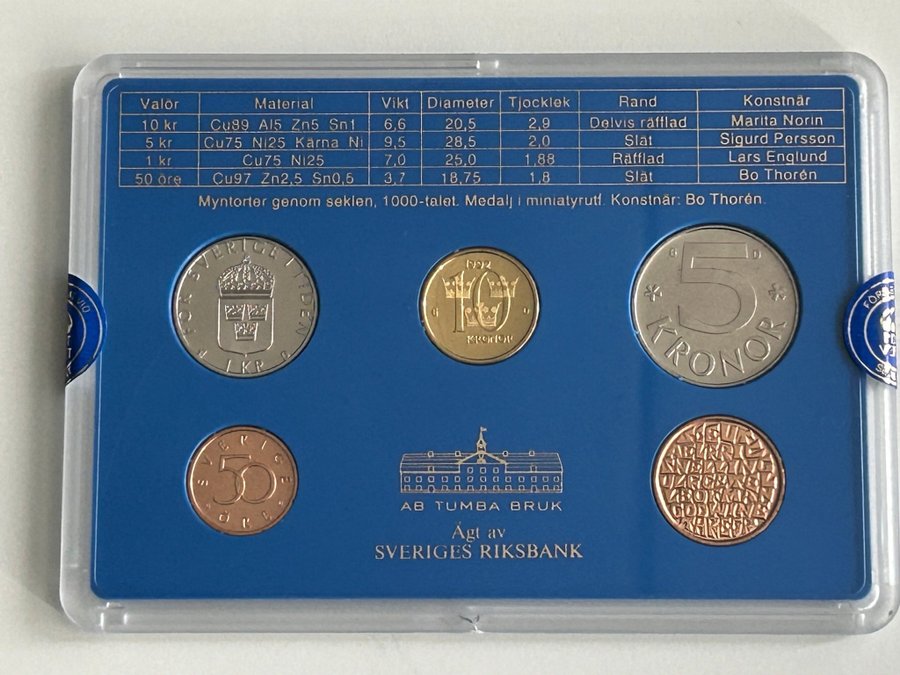 Valör Material Vikt Diameter Tjocklek Rand Konstnär
10 kr Cu89 Al5 Zn5 Sn1 6,6 20,5 2,9 Delvis räfflad Marita Norin
5 kr Cu75 Ni25 Kärna Ni 9,5 28,5 2,0 Slät Sigurd Persson
1 kr Cu75 Ni25 7,0 25,0 1,88 Räfflad Lars Englund
50 öre Cu97 Zn2,5 Sn0,5 3,7 18,75 1,8 Slät Bo Thorén
Myntorter genom seklen, 1000-talet. Medalj i miniatyrutf. Konstnär: Bo Thorén.
FÖR SVERIGE I TIDEN
1 KR
1992
10
KRONOR
5
KRONOR
SVERIGE
50
ÖRE
AB TUMBA BRUK
Ägt av
SVERIGES RIKSBANK